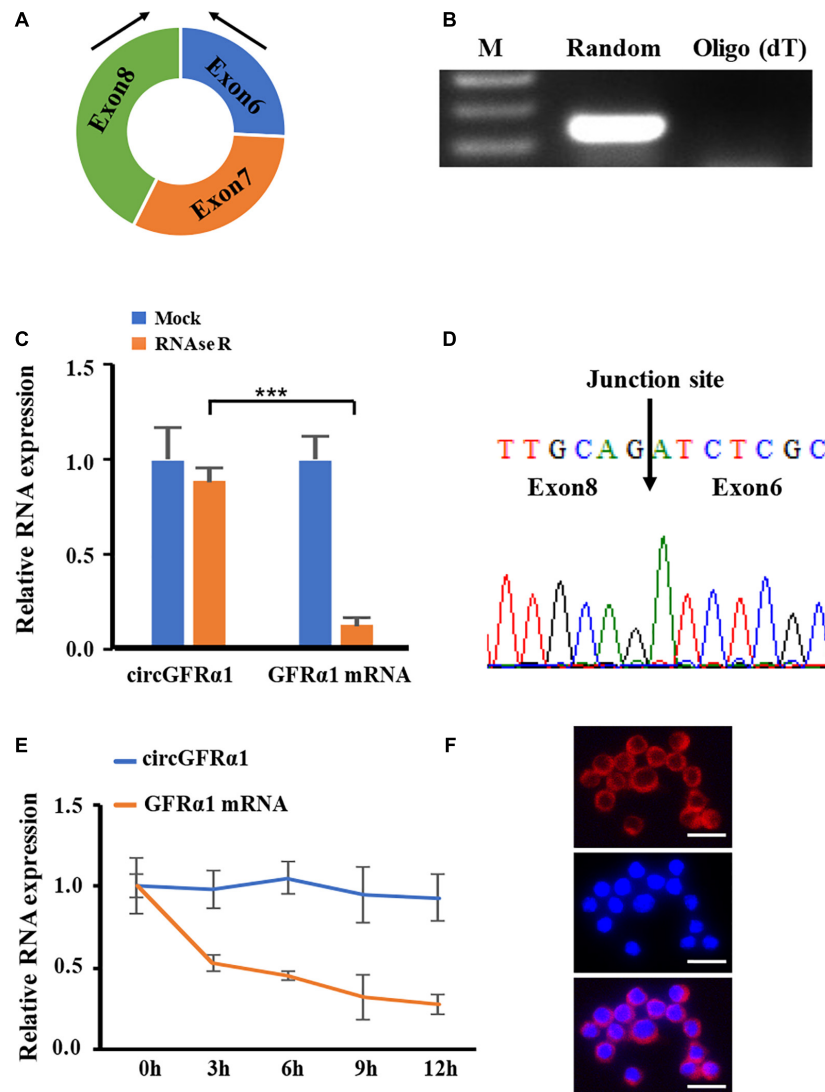 A
Exon8
Exon6
Exon7
B
M Random Oligo (dT)
C
Mock
RNAse R
Relative RNA expression
1.5
1.0
0.5
0.0
***
circGFRα1
GFRα1 mRNA
D
Junction site
T T G C A G A T C T C G C
Exon8 Exon6
E
circGFRα1
GFRα1 mRNA
Relative RNA expression
1.5
1.0
0.5
0.0
0h 3h 6h 9h 12h
F